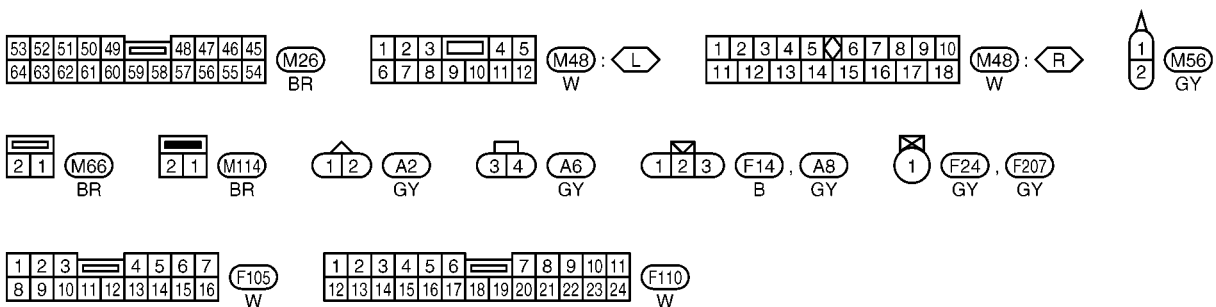 53 52 51 50 49 48 47 46 45
64 63 62 61 60 59 58 57 56 55 54
M26
BR
1 2 3 4 5
6 7 8 9 10 11 12
M48 : L
W
1 2 3 4 5 6 7 8 9 10
11 12 13 14 15 16 17 18
M48 : R
W
1
2
M56
GY
2 1
M66
BR
2 1
M114
BR
1 2
A2
GY
3 4
A6
GY
1 2 3
F14 , A8
B GY
1
F24 , F207
GY GY
1 2 3 4 5 6 7
8 9 10 11 12 13 14 15 16
F105
W
1 2 3 4 5 6 7 8 9 10 11
12 13 14 15 16 17 18 19 20 21 22 23 24
F110
W